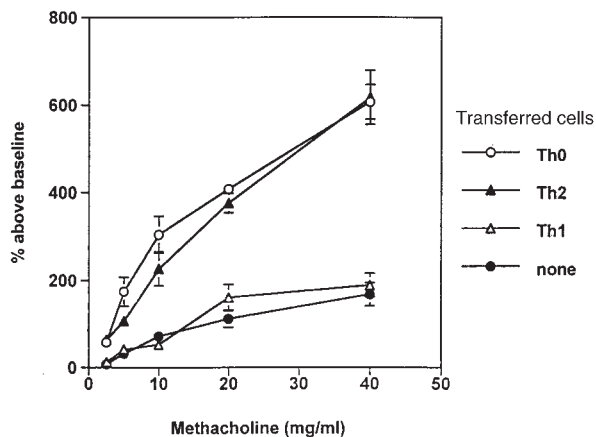 800
600
400
200
0
% above baseline
0
10
20
30
40
50
Methacholine (mg/ml)
Transferred cells
Th0
Th2
Th1
none